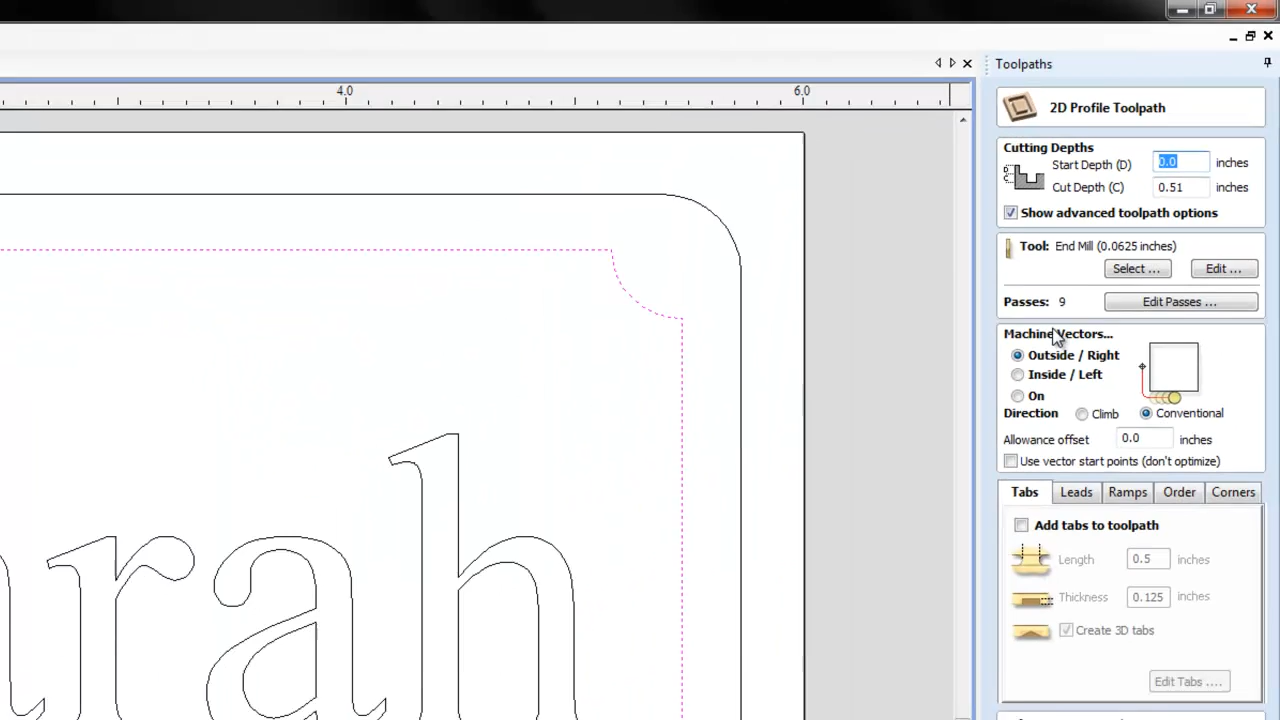 Toolpaths
4.0
6.0
2D Profile Toolpath
Cutting Depths
Start Depth (D) 0.0 inches
Cut Depth (C) 0.51 inches
Show advanced toolpath options
Tool: End Mill (0.0625 inches)
Select ... Edit ...
Passes: 9 Edit Passes ...
Machine Vectors...
Outside / Right
Inside / Left
On
Direction Climb Conventional
Allowance offset 0.0 inches
Use vector start points (don't optimize)
Tabs Leads Ramps Order Corners
Add tabs to toolpath
Length 0.5 inches
Thickness 0.125 inches
Create 3D tabs
Edit Tabs ....
arah